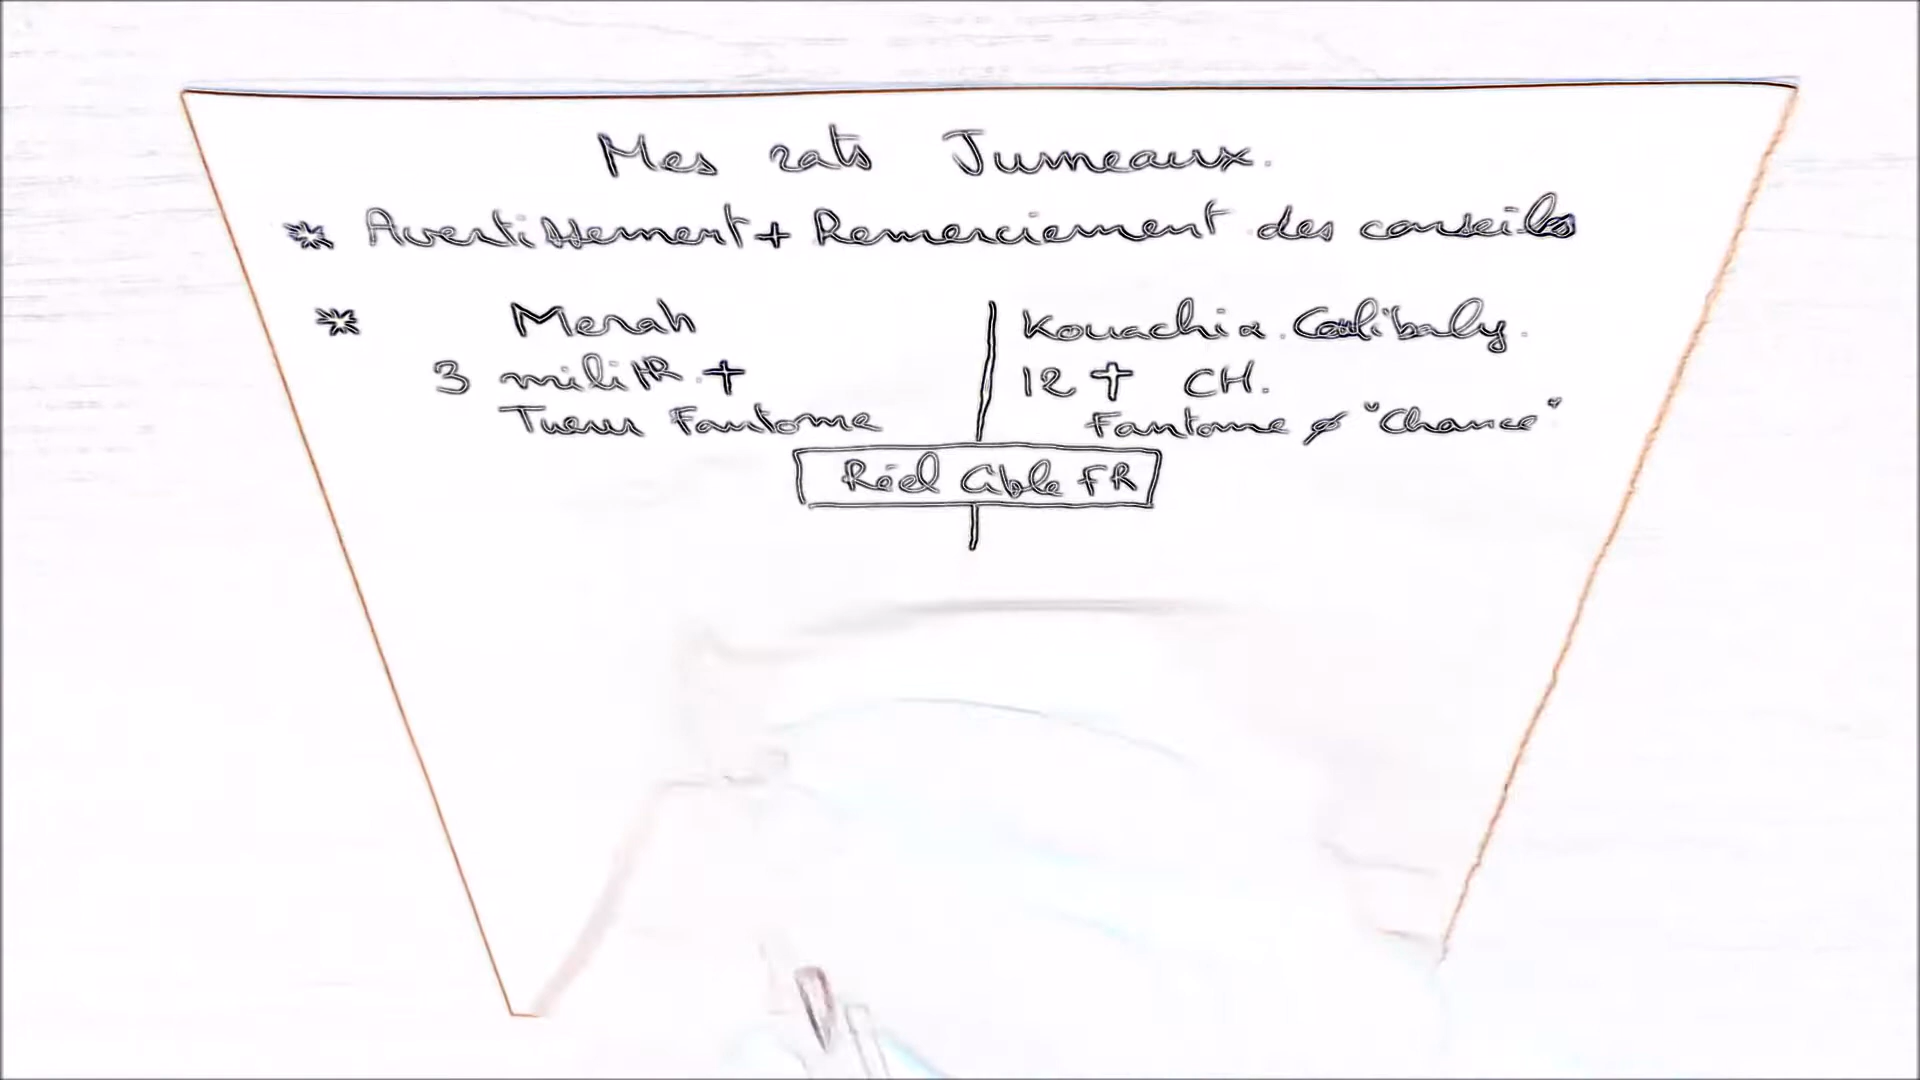 Mes rats Jumeaux.
* Avertissement + Remerciement des conseils
* Merah
3 militR. +
Tueur Fantome
Kouachi & Coulibaly.
12 + CH.
Fantome ø "Chance"
Réel Cible FR